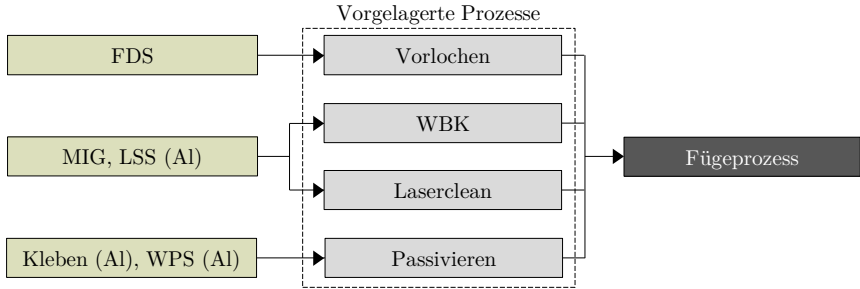 Vorgelagerte Prozesse
FDS
Vorlochen
WBK
MIG, LSS (Al)
Fügeprozess
Laserclean
Kleben (Al), WPS (Al)
Passivieren